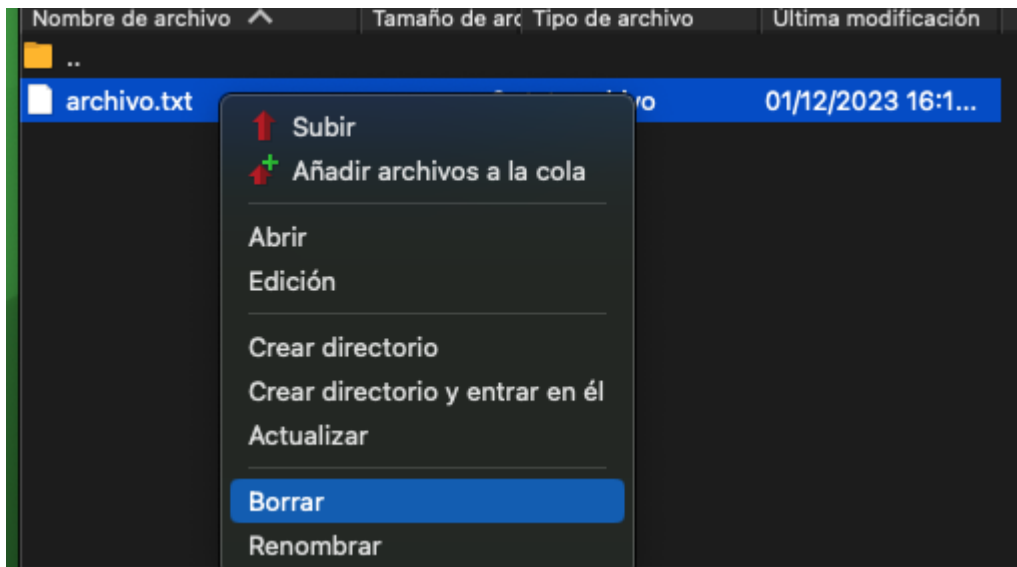 Nombre de archivo Tamaño de arc Tipo de archivo Última modificación
..
archivo.txt 01/12/2023 16:1...
Subir
Añadir archivos a la cola
Abrir
Edición
Crear directorio
Crear directorio y entrar en él
Actualizar
Borrar
Renombrar